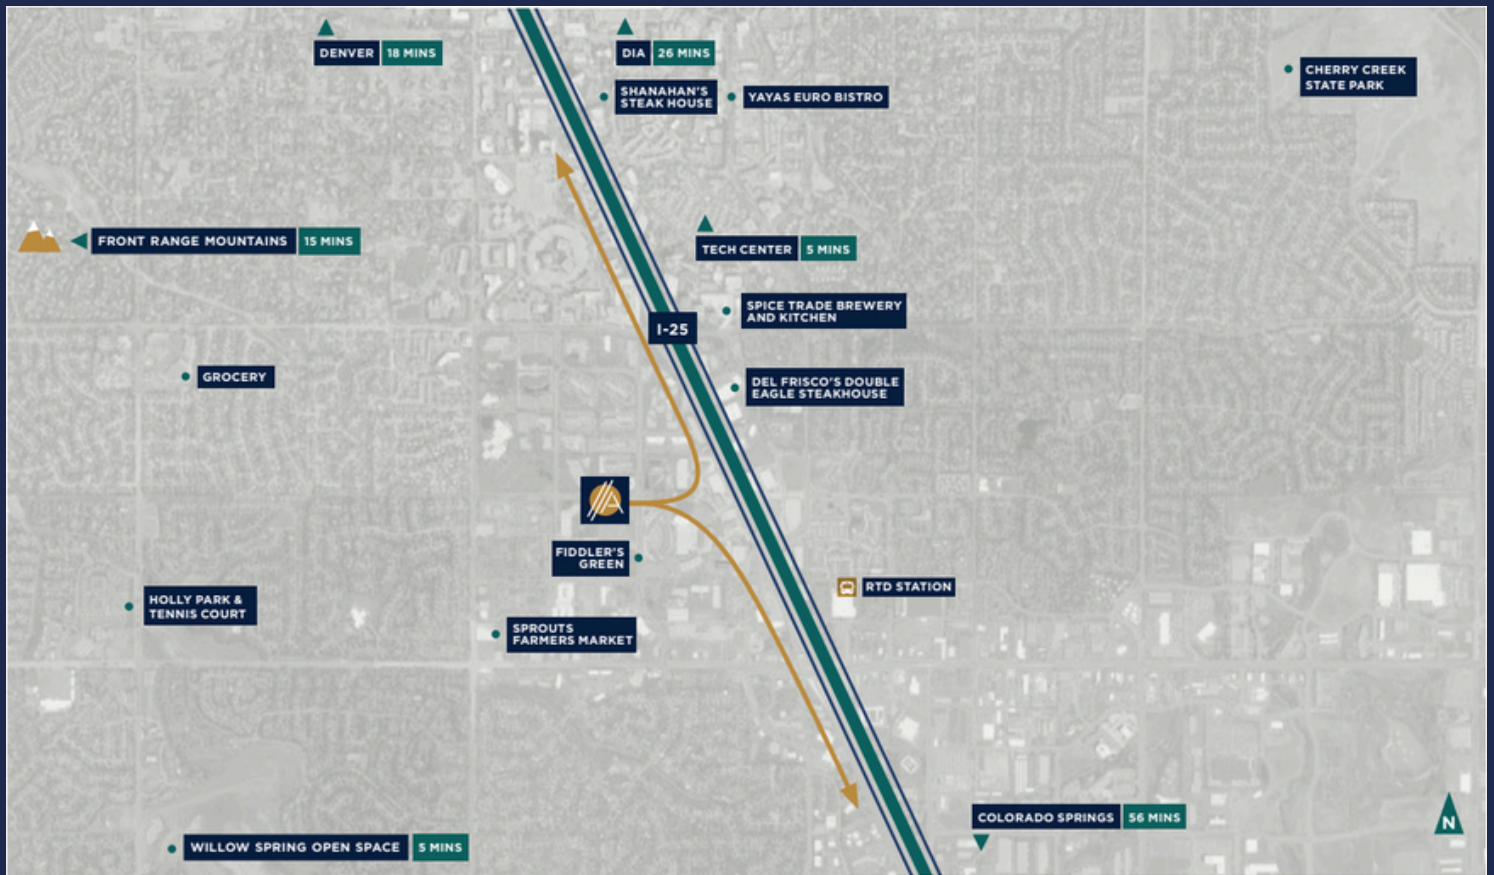 DENVER 18 MINS
DIA 26 MINS
SHANAHAN'S
STEAK HOUSE
YAYAS EURO BISTRO
CHERRY CREEK
STATE PARK
FRONT RANGE MOUNTAINS 15 MINS
TECH CENTER 5 MINS
SPICE TRADE BREWERY
AND KITCHEN
I-25
GROCERY
DEL FRISCO'S DOUBLE
EAGLE STEAKHOUSE
A
FIDDLER'S
GREEN
RTD STATION
HOLLY PARK &
TENNIS COURT
SPROUTS
FARMERS MARKET
COLORADO SPRINGS 56 MINS
N
WILLOW SPRING OPEN SPACE 5 MINS